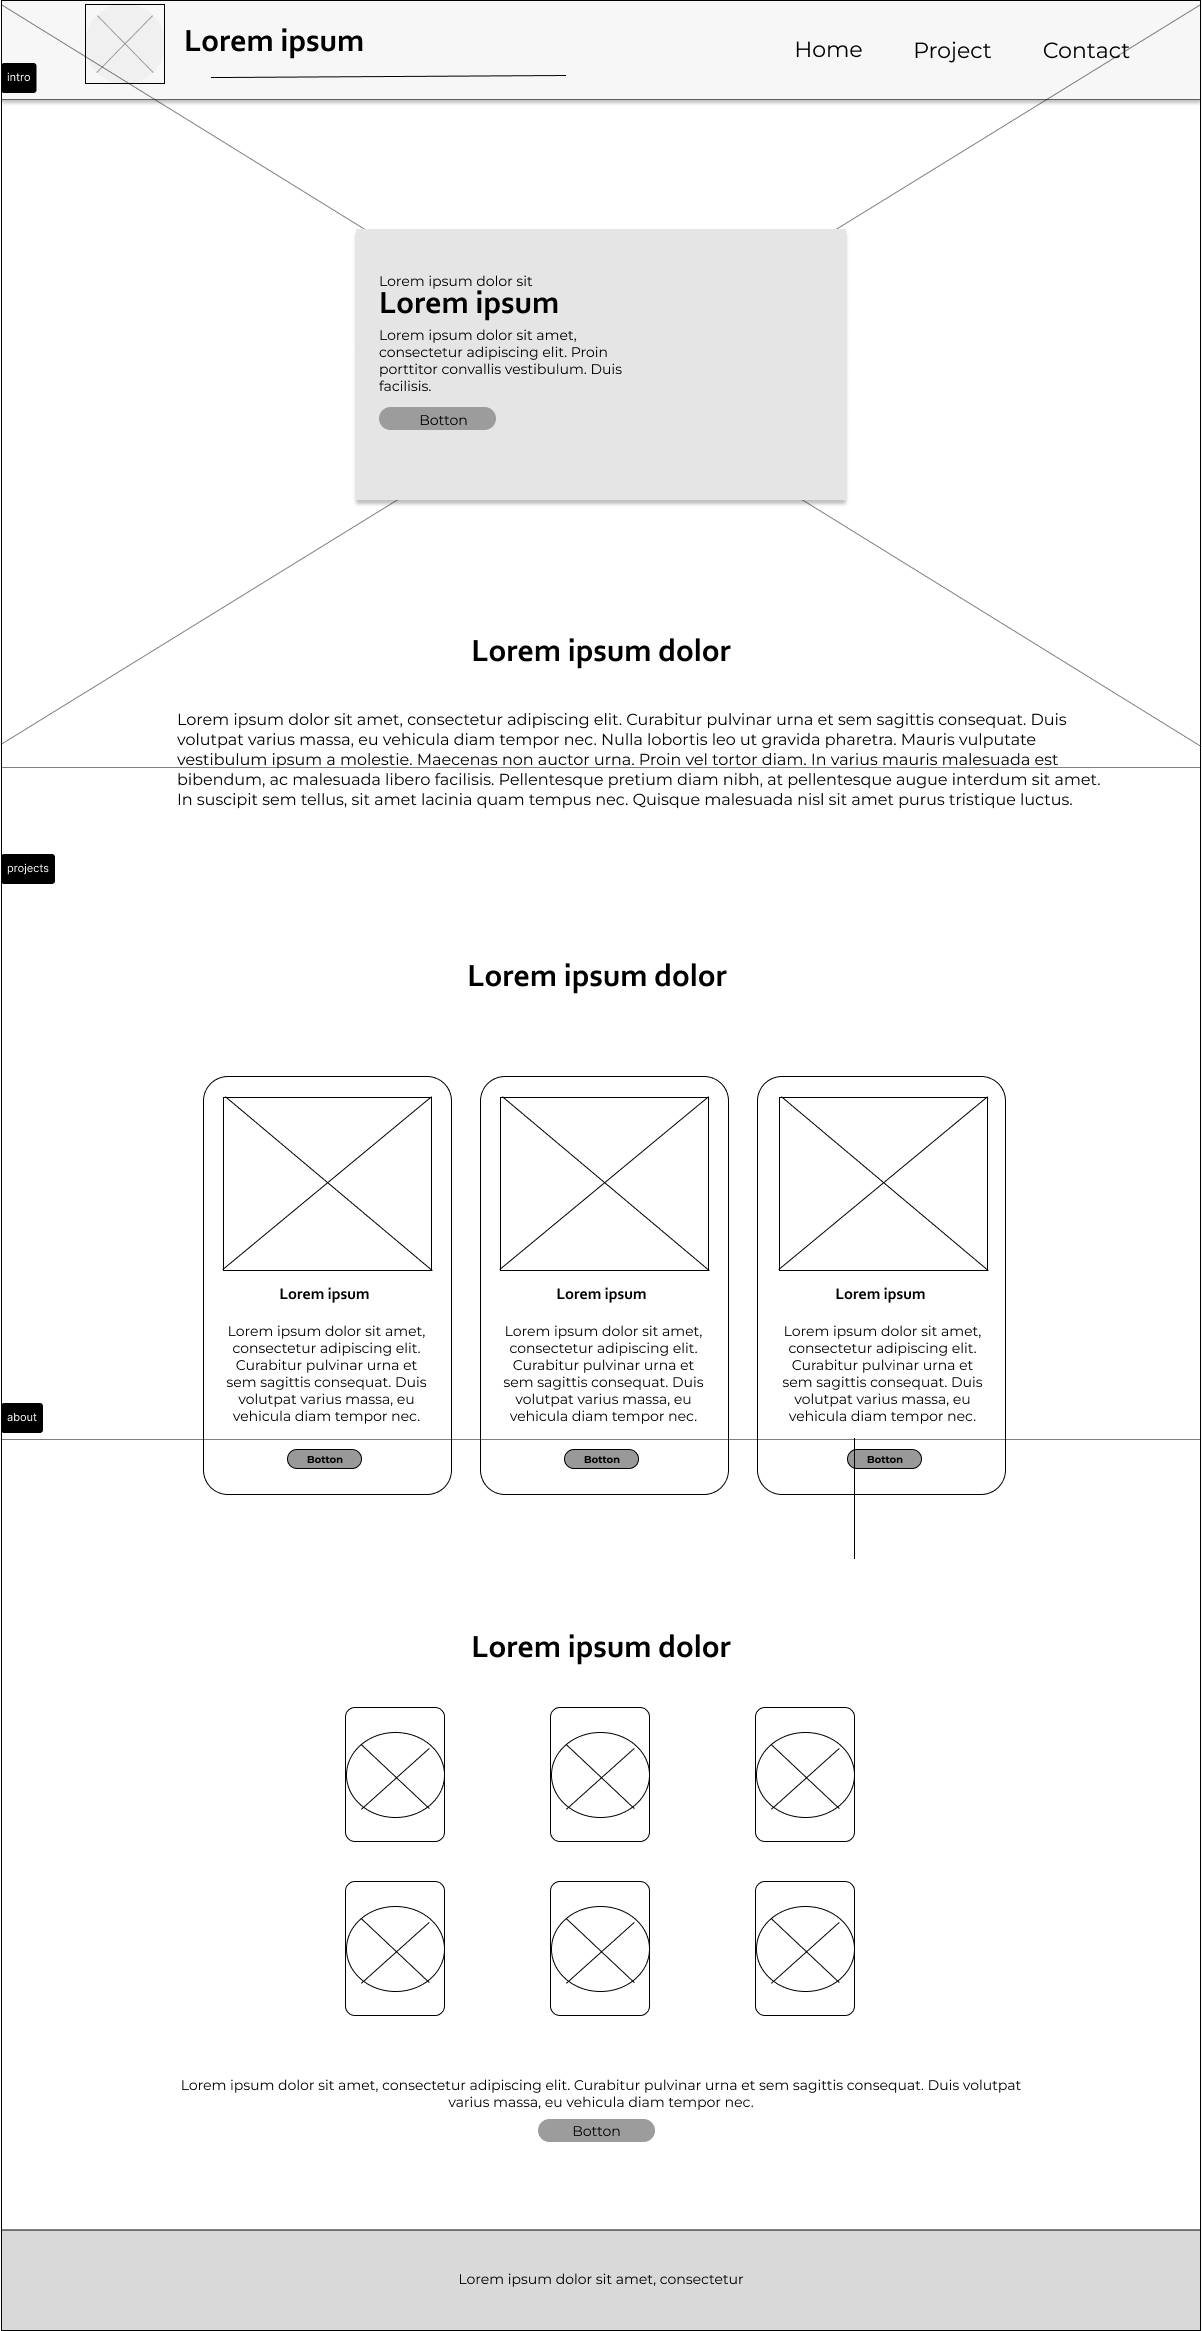 Lorem ipsum
Home
Project
Contact
intro
Lorem ipsum dolor sit
Lorem ipsum
Lorem ipsum dolor sit amet,
consectetur adipiscing elit. Proin
porttitor convallis vestibulum. Duis
facilisis.
Botton
Lorem ipsum dolor
Lorem ipsum dolor sit amet, consectetur adipiscing elit. Curabitur pulvinar urna et sem sagittis consequat. Duis
volutpat varius massa, eu vehicula diam tempor nec. Nulla lobortis leo ut gravida pharetra. Mauris vulputate
vestibulum ipsum a molestie. Maecenas non auctor urna. Proin vel tortor diam. In varius mauris malesuada est
bibendum, ac malesuada libero facilisis. Pellentesque pretium diam nibh, at pellentesque augue interdum sit amet.
In suscipit sem tellus, sit amet lacinia quam tempus nec. Quisque malesuada nisl sit amet purus tristique luctus.
projects
Lorem ipsum dolor
Lorem ipsum
Lorem ipsum dolor sit amet,
consectetur adipiscing elit.
Curabitur pulvinar urna et
sem sagittis consequat. Duis
volutpat varius massa, eu
vehicula diam tempor nec.
Botton
Lorem ipsum
Lorem ipsum dolor sit amet,
consectetur adipiscing elit.
Curabitur pulvinar urna et
sem sagittis consequat. Duis
volutpat varius massa, eu
vehicula diam tempor nec.
Botton
Lorem ipsum
Lorem ipsum dolor sit amet,
consectetur adipiscing elit.
Curabitur pulvinar urna et
sem sagittis consequat. Duis
volutpat varius massa, eu
vehicula diam tempor nec.
Botton
about
Lorem ipsum dolor
Lorem ipsum dolor sit amet, consectetur adipiscing elit. Curabitur pulvinar urna et sem sagittis consequat. Duis volutpat
varius massa, eu vehicula diam tempor nec.
Botton
Lorem ipsum dolor sit amet, consectetur